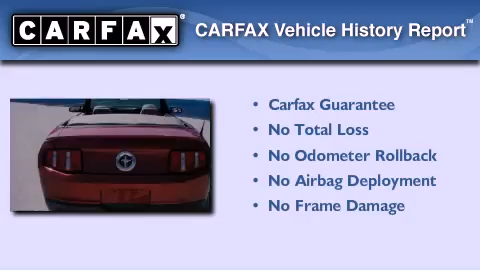 CARFAX® CARFAX Vehicle History Report™
• Carfax Guarantee
• No Total Loss
• No Odometer Rollback
• No Airbag Deployment
• No Frame Damage